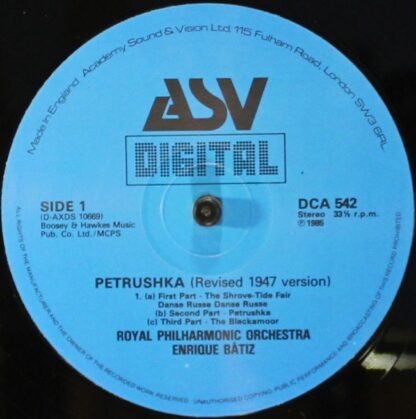 Made in England. Academy Sound & Vision Ltd., 115 Fulham Road, London SW3 6RL
ASV
DIGITAL
SIDE 1
(O-AXDS 10669)
Boosey & Hawkes Music
Pub. Co. Ltd./MCPS
DCA 542
Stereo 33⅓ r.p.m.
Ⓟ 1985
PETRUSHKA (Revised 1947 version)
1. (a) First Part - The Shrove-Tide Fair
Danse Russe Danse Russe
(b) Second Part - Petrushka
(c) Third Part - The Blackamoor
ROYAL PHILHARMONIC ORCHESTRA
ENRIQUE BÁTIZ
ALL RIGHTS OF THE MANUFACTURER AND OF THE OWNER OF THE RECORDED WORK RESERVED. UNAUTHORISED COPYING, PUBLIC PERFORMANCE AND BROADCASTING OF THIS RECORD PROHIBITED